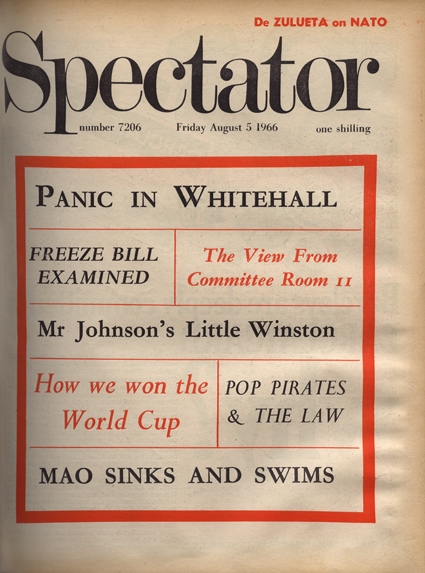 De ZULUETA on NATO
Spectator
number 7206 Friday August 5 1966 one shilling
PANIC IN WHITEHALL
FREEZE BILL
EXAMINED
The View From
Committee Room 11
Mr Johnson's Little Winston
How we won the
World Cup
POP PIRATES
& THE LAW
MAO SINKS AND SWIMS